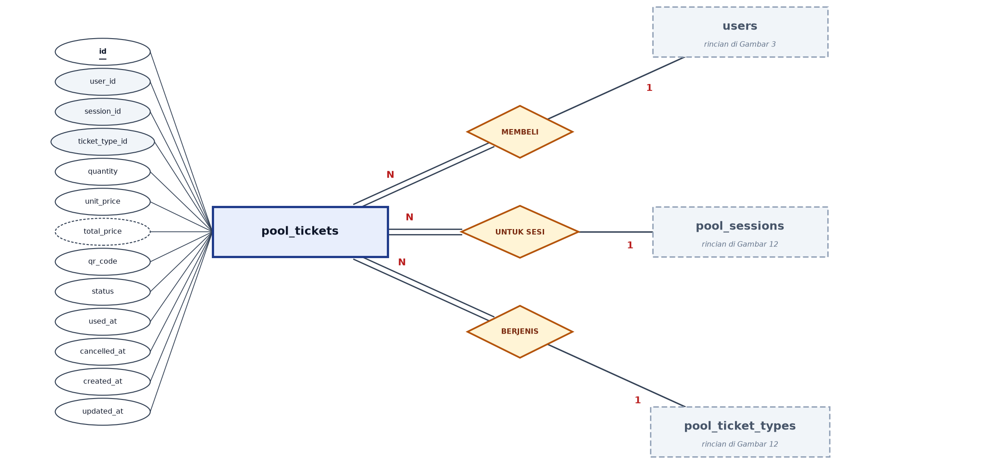 id
user_id
session_id
ticket_type_id
quantity
unit_price
total_price
qr_code
status
used_at
cancelled_at
created_at
updated_at
pool_tickets
N
N
N
MEMBELI
UNTUK SESI
BERJENIS
1
1
1
users
rincian di Gambar 3
pool_sessions
rincian di Gambar 12
pool_ticket_types
rincian di Gambar 12